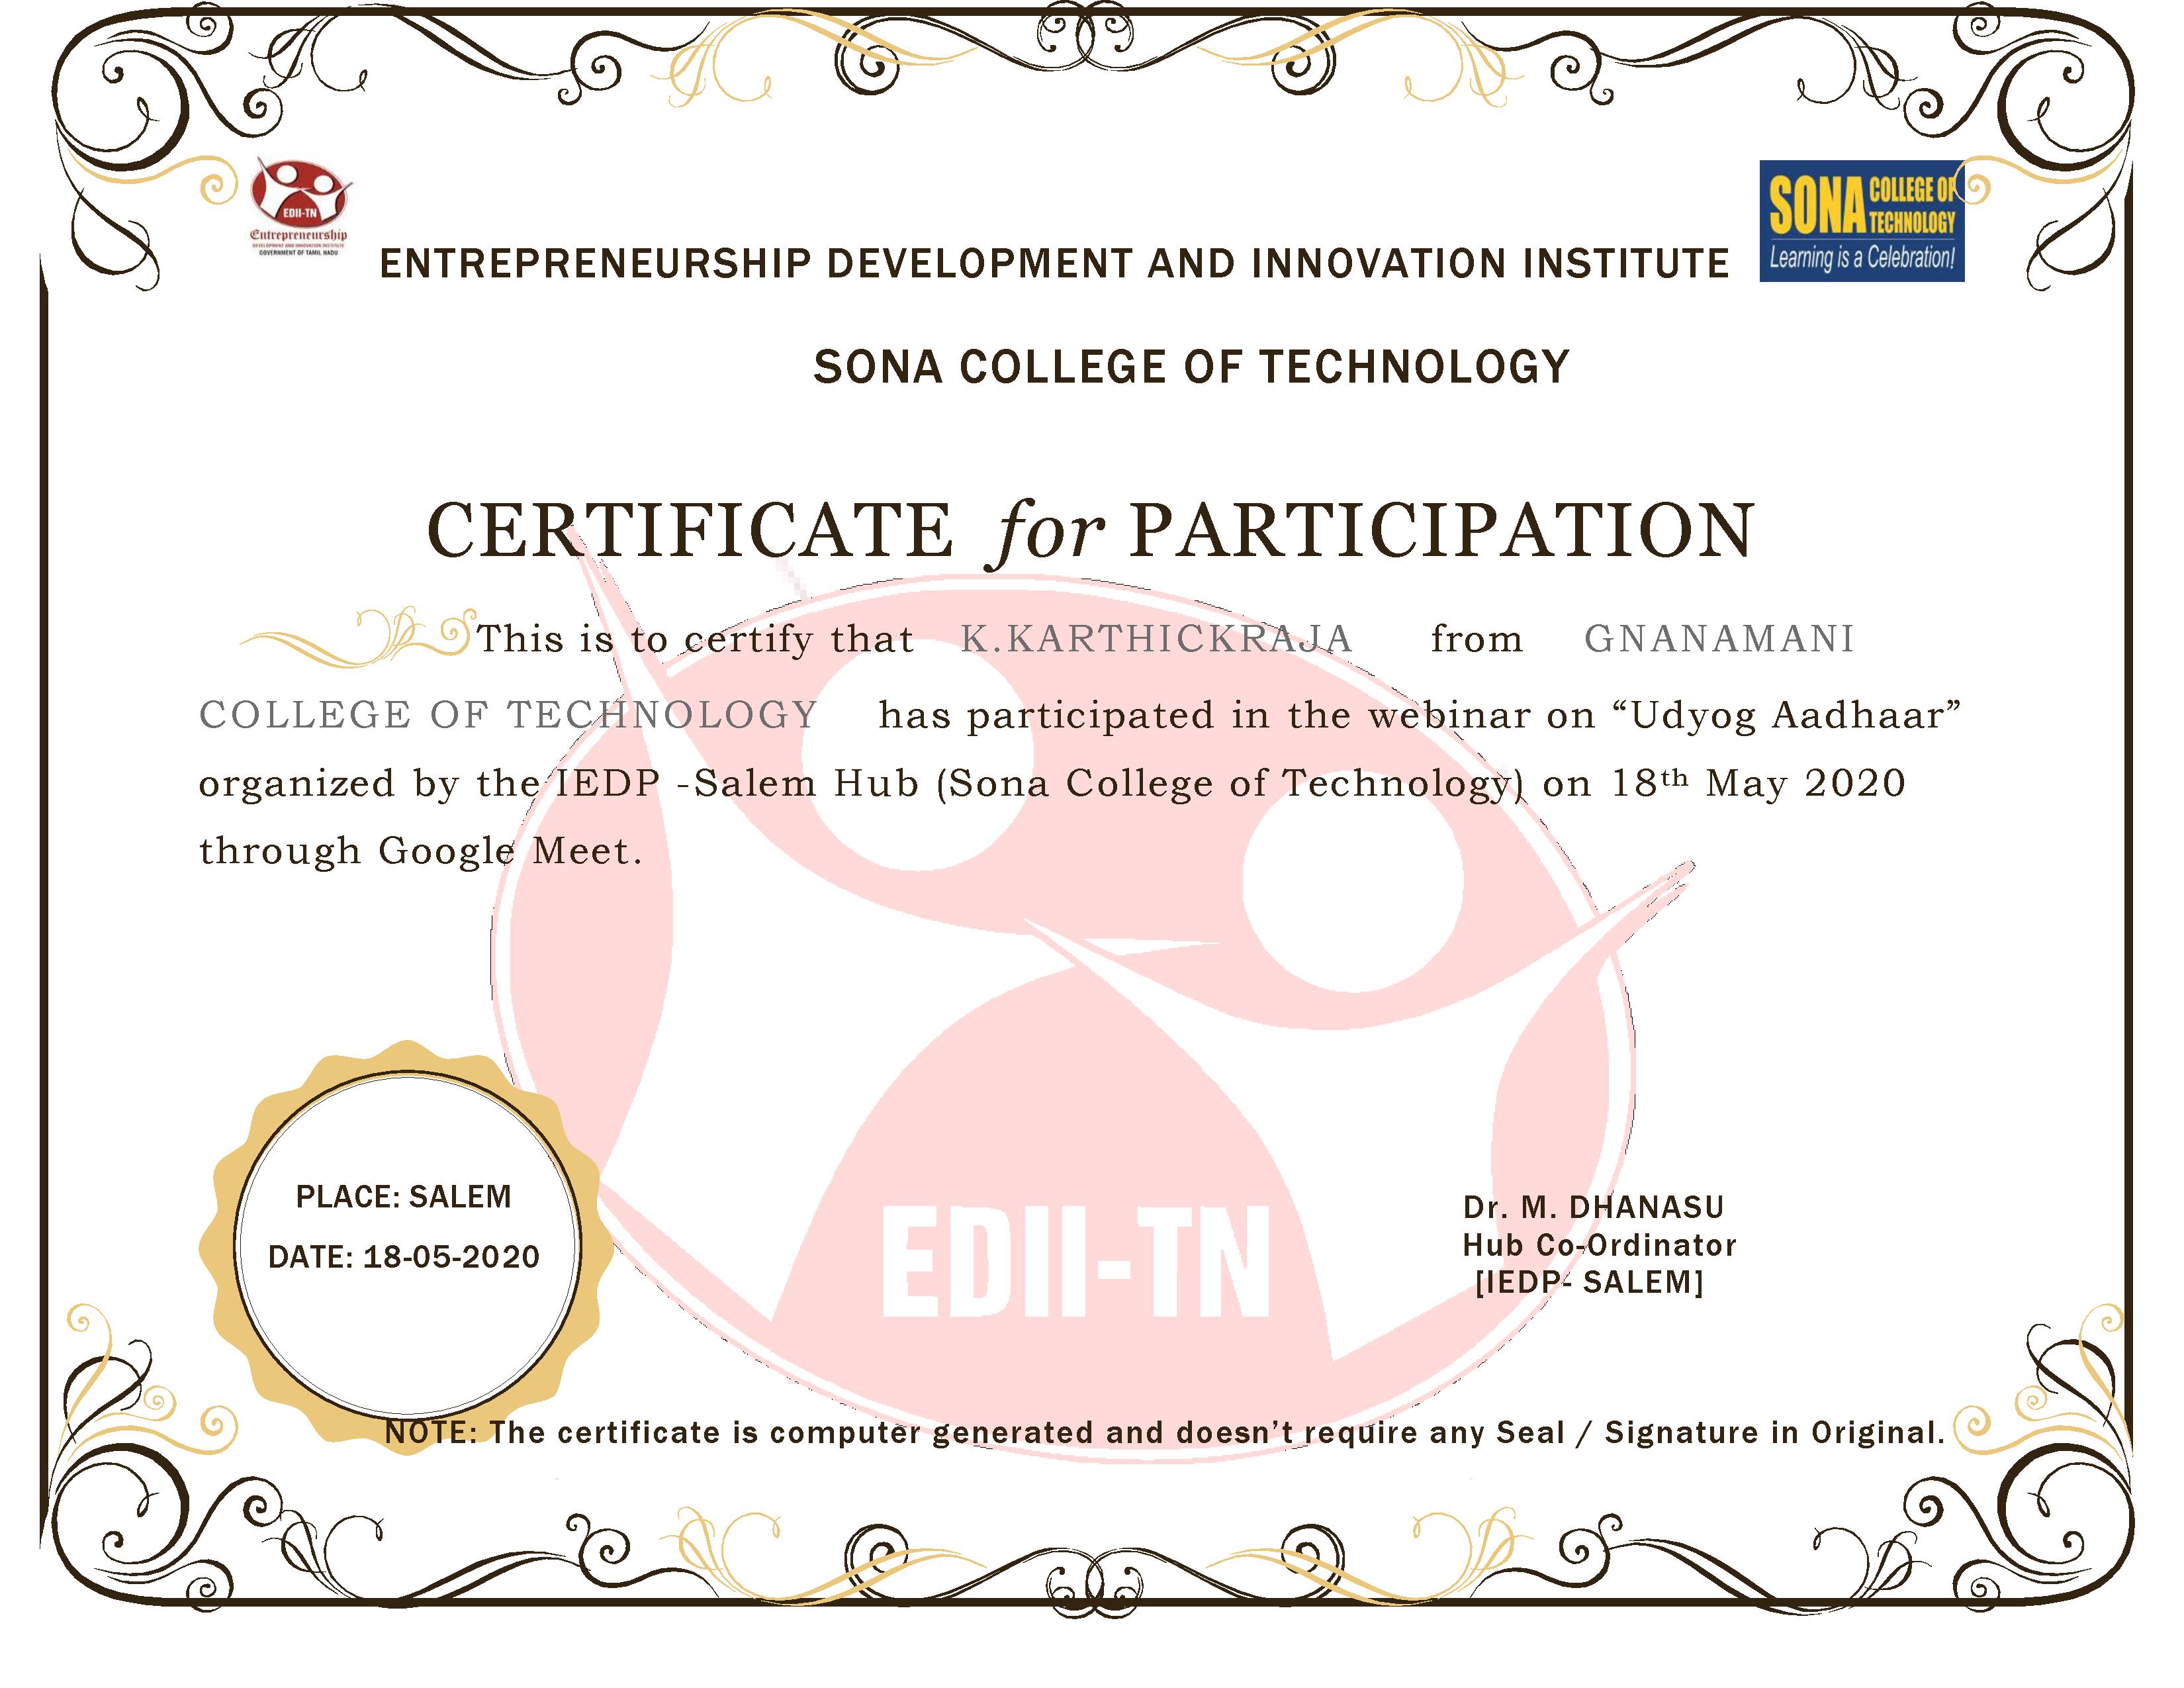 EDII-TN
Entrepreneurship
DEVELOPMENT AND INNOVATION INSTITUTE
GOVERNMENT OF TAMIL NADU
SONA COLLEGE OF
TECHNOLOGY
Learning is a Celebration!
ENTREPRENEURSHIP DEVELOPMENT AND INNOVATION INSTITUTE
SONA COLLEGE OF TECHNOLOGY
CERTIFICATE for PARTICIPATION
This is to certify that K.KARTHICKRAJA from GNANAMANI
COLLEGE OF TECHNOLOGY has participated in the webinar on “Udyog Aadhaar”
organized by the IEDP -Salem Hub (Sona College of Technology) on 18th May 2020
through Google Meet.
PLACE: SALEM
DATE: 18-05-2020
EDII-TN
Dr. M. DHANASU
Hub Co-Ordinator
[IEDP- SALEM]
NOTE: The certificate is computer generated and doesn’t require any Seal / Signature in Original.